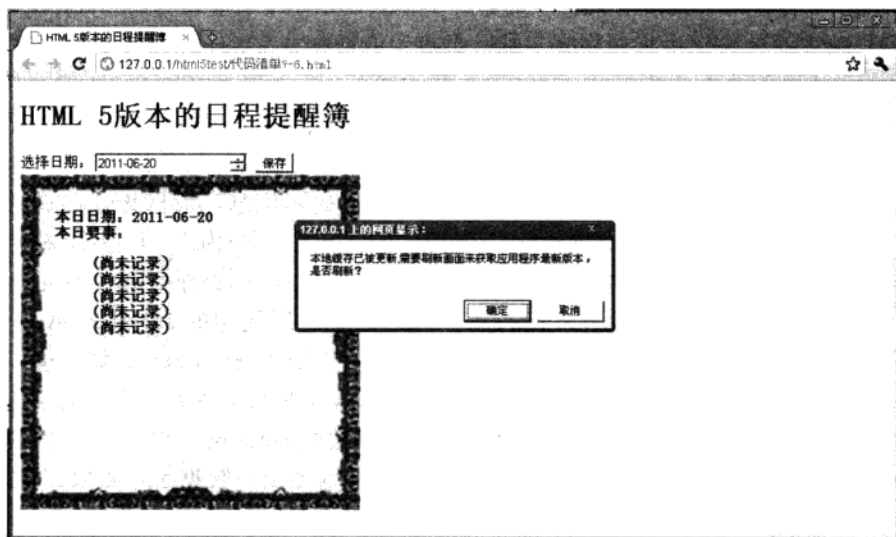 HTML 5版本的日程提醒簿
127.0.0.1/html5test/代码清单9-6.html
HTML 5版本的日程提醒簿
选择日期：
2011-06-20
保存
本日日期：2011-06-20
本日要事：
（尚未记录）
（尚未记录）
（尚未记录）
（尚未记录）
（尚未记录）
127.0.0.1 上的网页显示：
本地缓存已被更新,需要刷新画面来获取应用程序最新版本，
是否刷新？
确定
取消